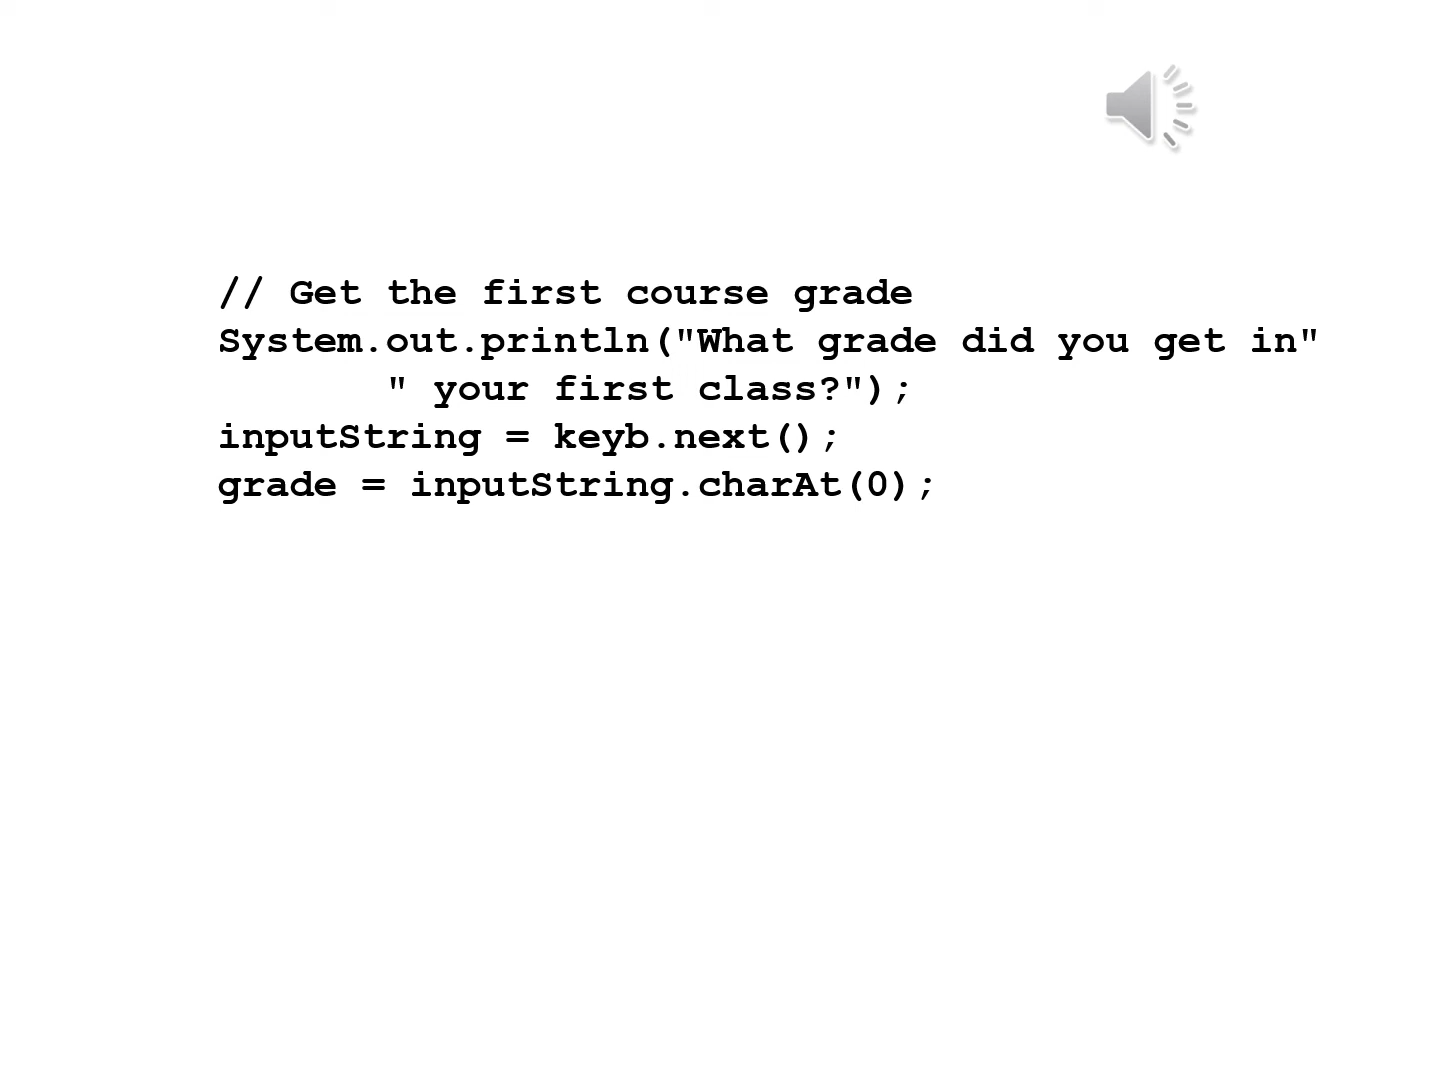 // Get the first course grade
System.out.println("What grade did you get in"
" your first class?");
inputString = keyb.next();
grade = inputString.charAt(0);